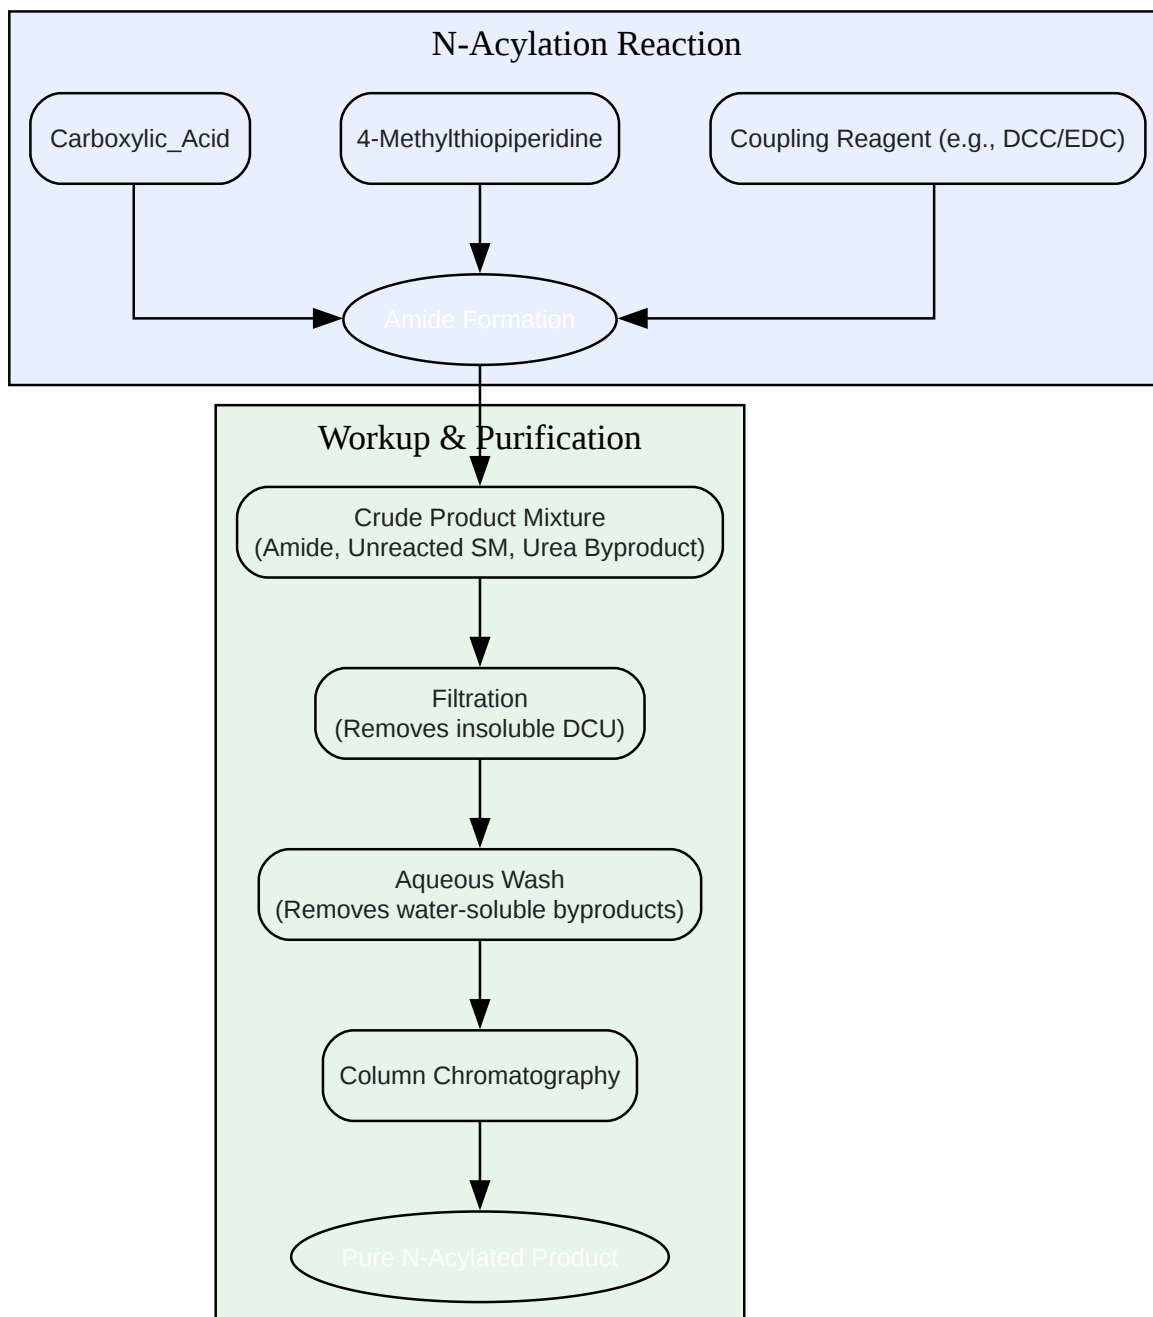 N-Acylation Reaction
Carboxylic_Acid
4-Methylthiopiperidine
Coupling Reagent (e.g., DCC/EDC)
Amide Formation
Workup & Purification
Crude Product Mixture
(Amide, Unreacted SM, Urea Byproduct)
Filtration
(Removes insoluble DCU)
Aqueous Wash
(Removes water-soluble byproducts)
Column Chromatography
Pure N-Acylated Product